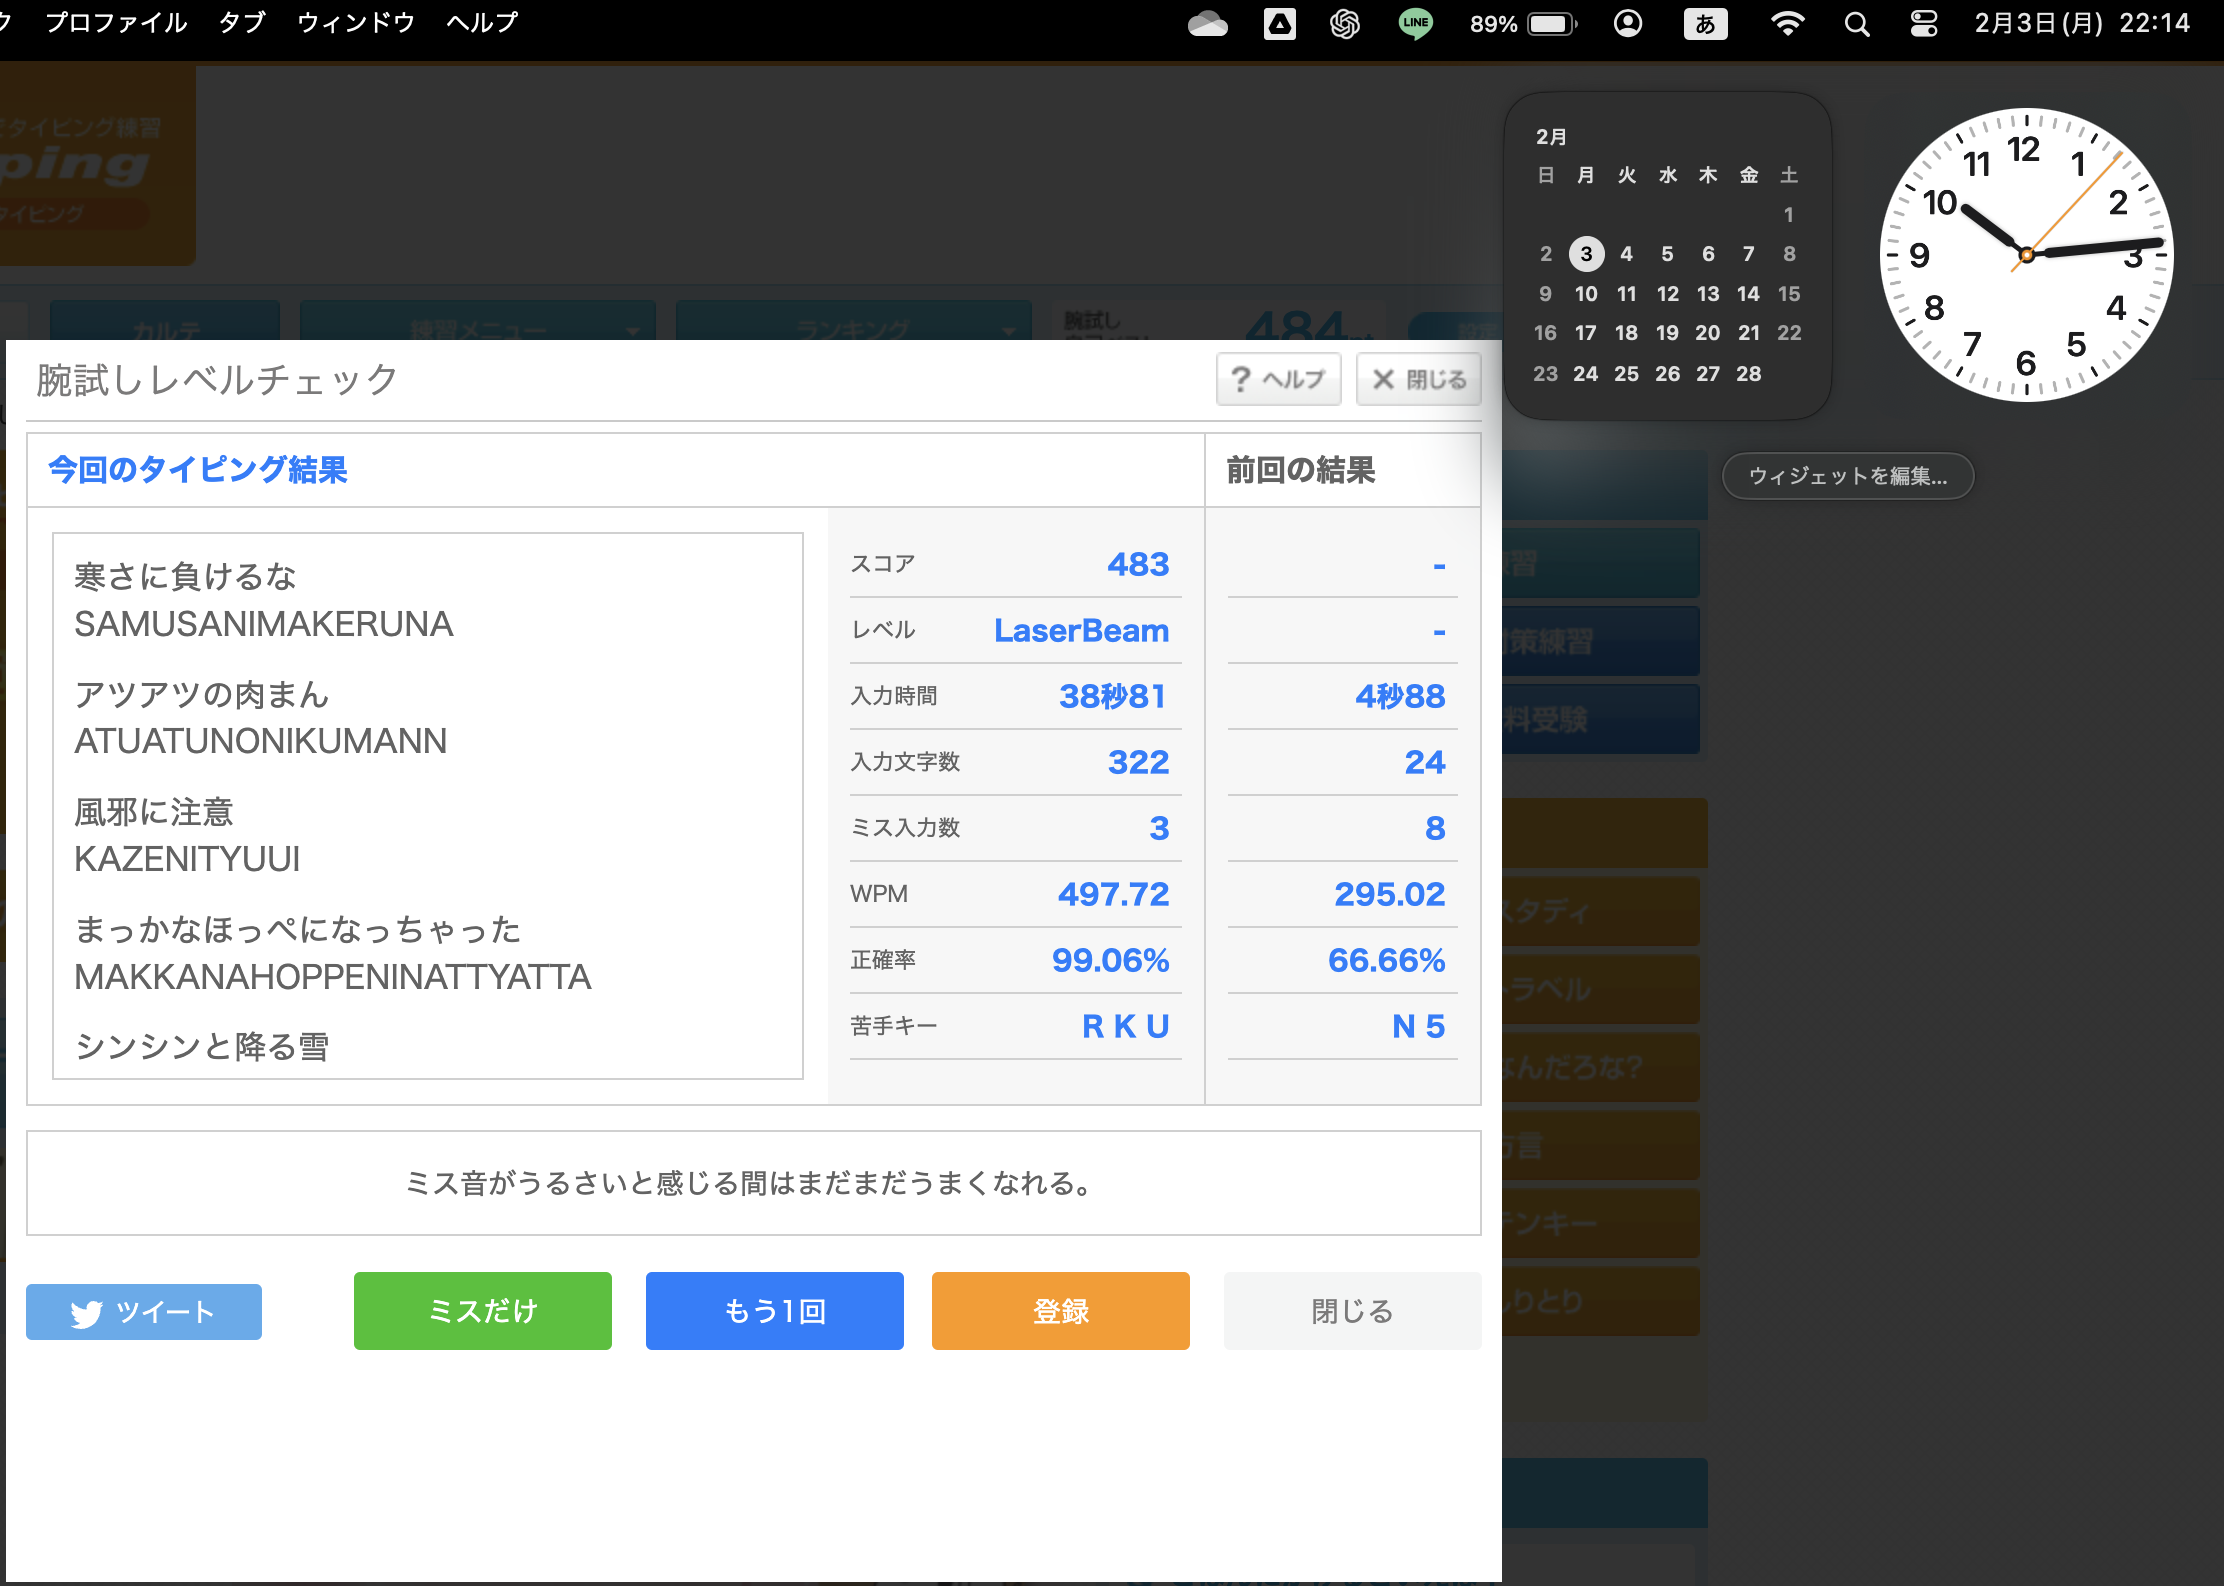 プロファイル タブ ウィンドウ ヘルプ
LINE 89% あ 2月3日(月) 22:14
でタイピング練習
ping
タイピング
2月
日 月 火 水 木 金 土
1
2 3 4 5 6 7 8
9 10 11 12 13 14 15
16 17 18 19 20 21 22
23 24 25 26 27 28
12 1 2 3 4 5 6 7 8 9 10 11
ウィジェットを編集...
カルテ 練習メニュー ランキング 腕試し 484 設定
腕試しレベルチェック
? ヘルプ
× 閉じる
今回のタイピング結果 前回の結果
寒さに負けるな
SAMUSANIMAKERUNA
アツアツの肉まん
ATUATUNONIKUMANN
風邪に注意
KAZENITYUUI
まっかなほっぺになっちゃった
MAKKANAHOPPENINATTYATTA
シンシンと降る雪
スコア 483 -
レベル LaserBeam -
入力時間 38秒81 4秒88
入力文字数 322 24
ミス入力数 3 8
WPM 497.72 295.02
正確率 99.06% 66.66%
苦手キー R K U N 5
ミス音がうるさいと感じる間はまだまだうまくなれる。
ツイート ミスだけ もう1回 登録 閉じる
練習
対策練習
料受験
スタディ
トラベル
なんだろな?
方言
テンキー
しりとり